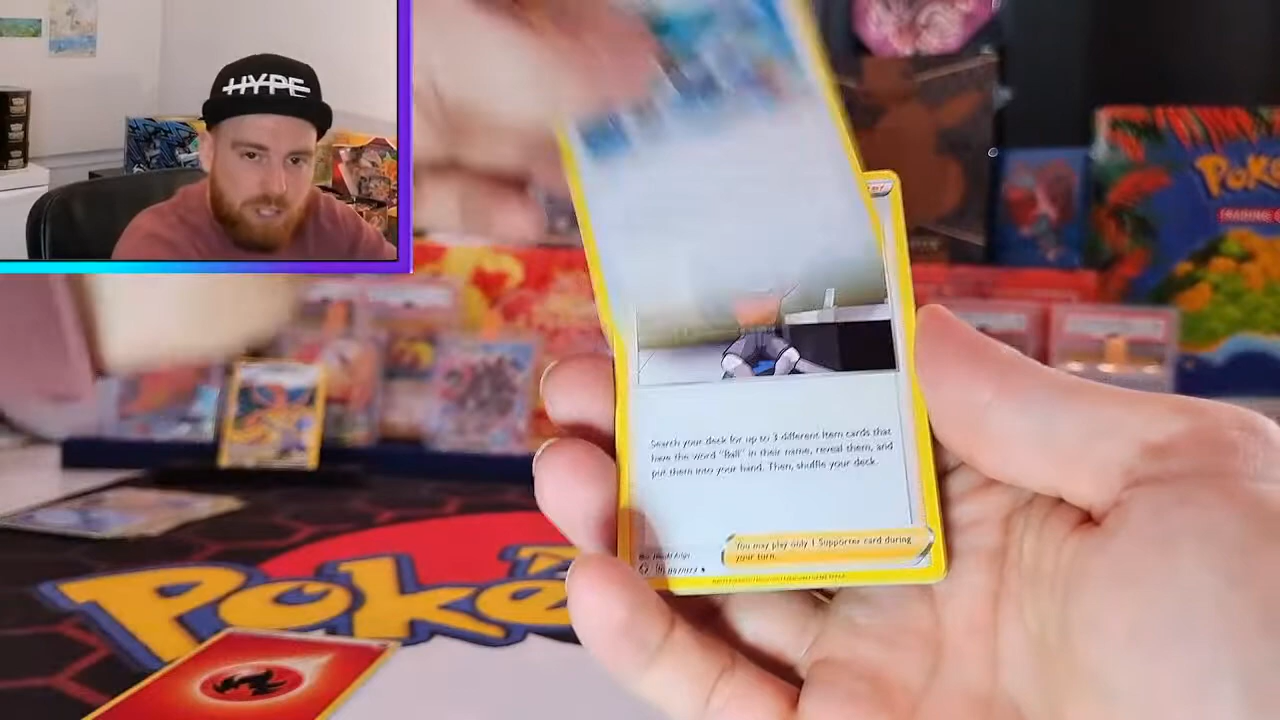 HYPE
Poké
Search your deck for up to 3 different Item cards that
have the word "Ball" in their name, reveal them, and
put them into your hand. Then, shuffle your deck.
You may play only 1 Supporter card during
your turn.
Poké